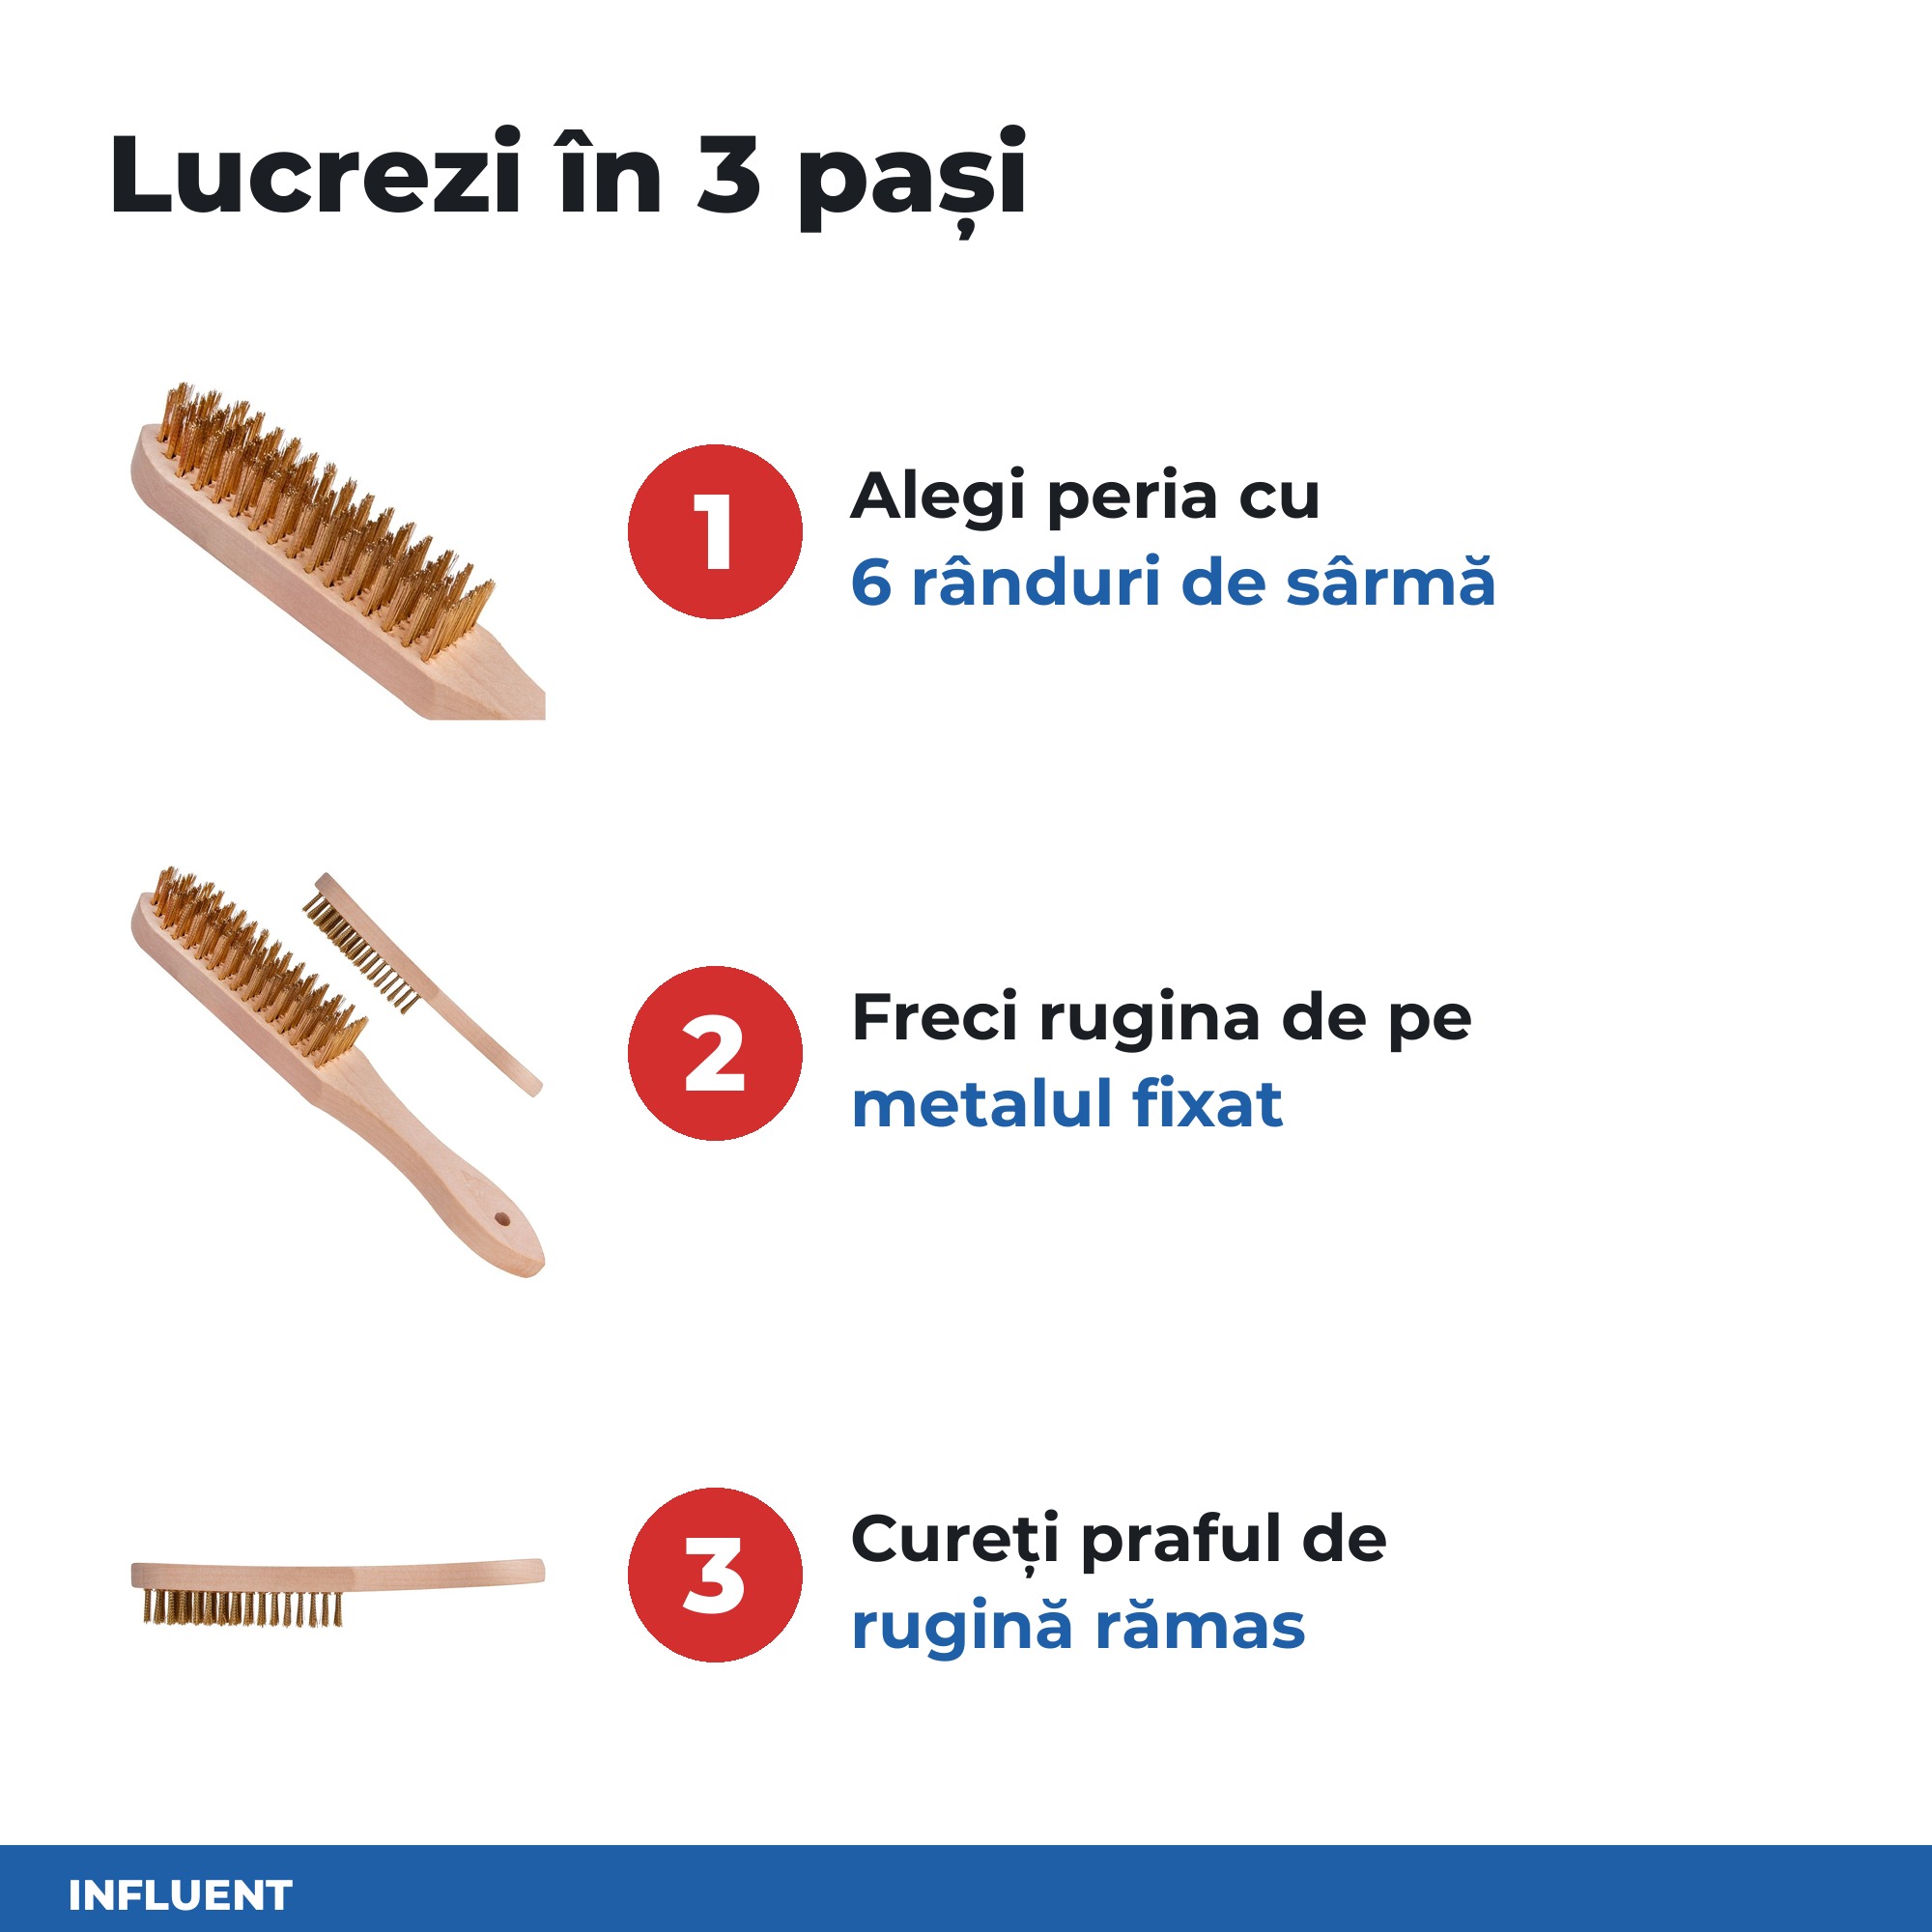 Lucrezi în 3 pași
1
Alegi peria cu
6 rânduri de sârmă
2
Freci rugina de pe
metalul fixat
3
Cureți praful de
rugină rămas
INFLUENT